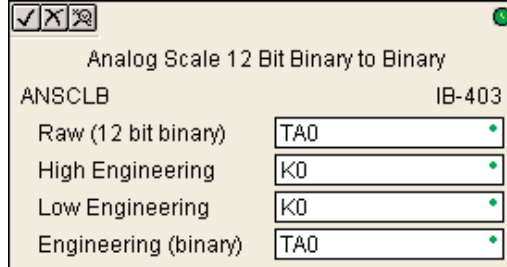 Analog Scale 12 Bit Binary to Binary
ANSCLB IB-403
Raw (12 bit binary) TA0
High Engineering K0
Low Engineering K0
Engineering (binary) TA0